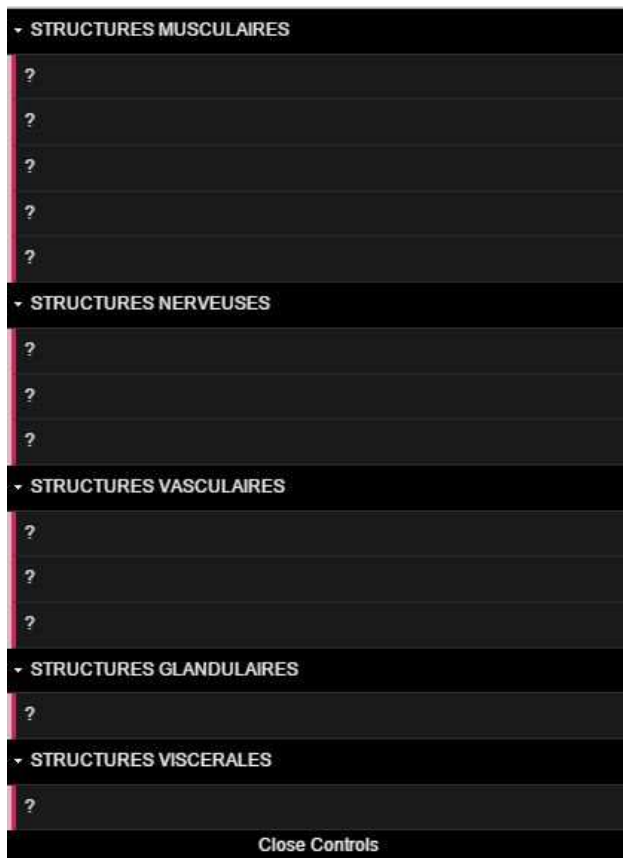 STRUCTURES MUSCULAIRES
?
?
?
?
?
STRUCTURES NERVEUSES
?
?
?
STRUCTURES VASCULAIRES
?
?
?
STRUCTURES GLANDULAIRES
?
STRUCTURES VISCERALES
?
Close Controls